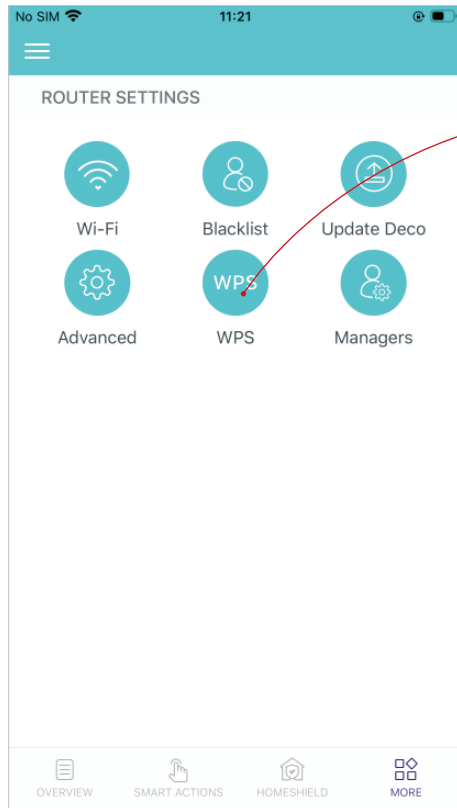 No SIM 11:21
ROUTER SETTINGS
Wi-Fi Blacklist Update Deco
WPS
Advanced WPS Managers
OVERVIEW SMART ACTIONS HOMESHIELD MORE